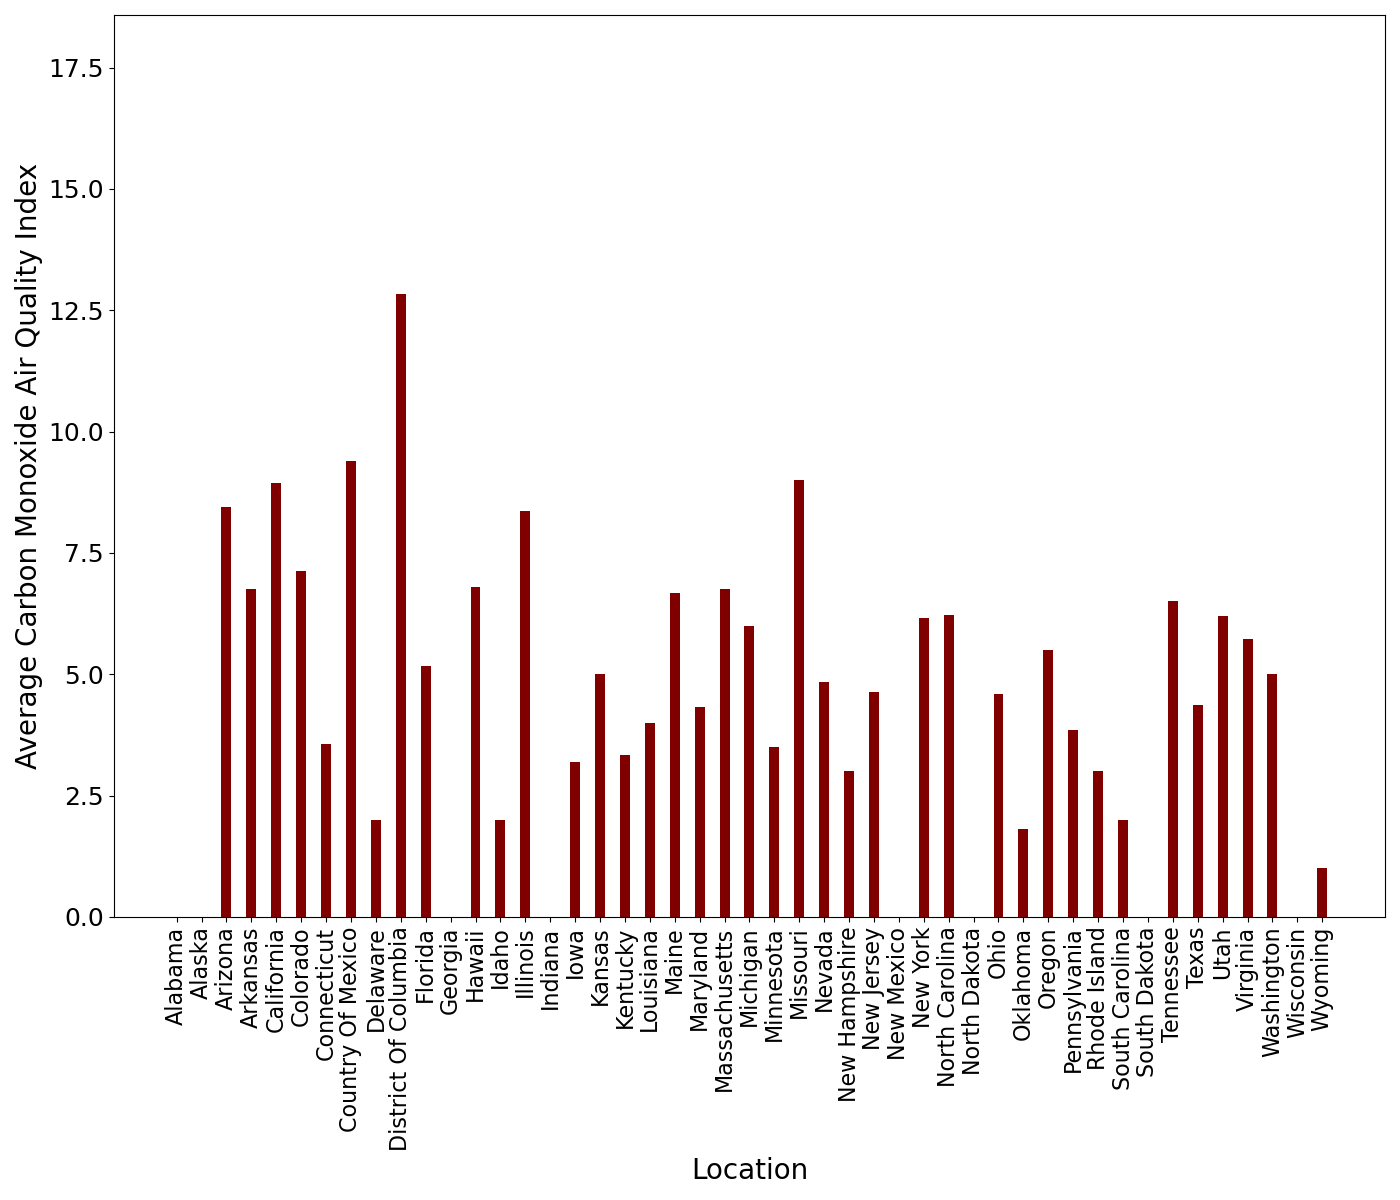 Average Carbon Monoxide Air Quality Index
17.5
15.0
12.5
10.0
7.5
5.0
2.5
0.0
Alabama
Alaska
Arizona
Arkansas
California
Colorado
Connecticut
Country Of Mexico
Delaware
District Of Columbia
Florida
Georgia
Hawaii
Idaho
Illinois
Indiana
Iowa
Kansas
Kentucky
Louisiana
Maine
Maryland
Massachusetts
Michigan
Minnesota
Missouri
Nevada
New Hampshire
New Jersey
New Mexico
New York
North Carolina
North Dakota
Ohio
Oklahoma
Oregon
Pennsylvania
Rhode Island
South Carolina
South Dakota
Tennessee
Texas
Utah
Virginia
Washington
Wisconsin
Wyoming
Location